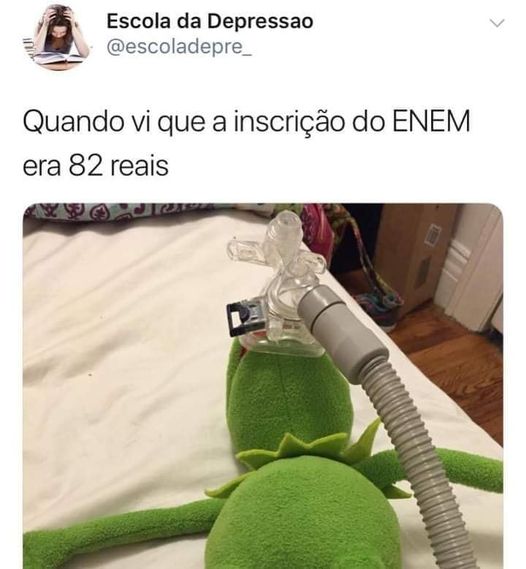 Escola da Depressao
@escoladepre_
Quando vi que a inscrição do ENEM
era 82 reais